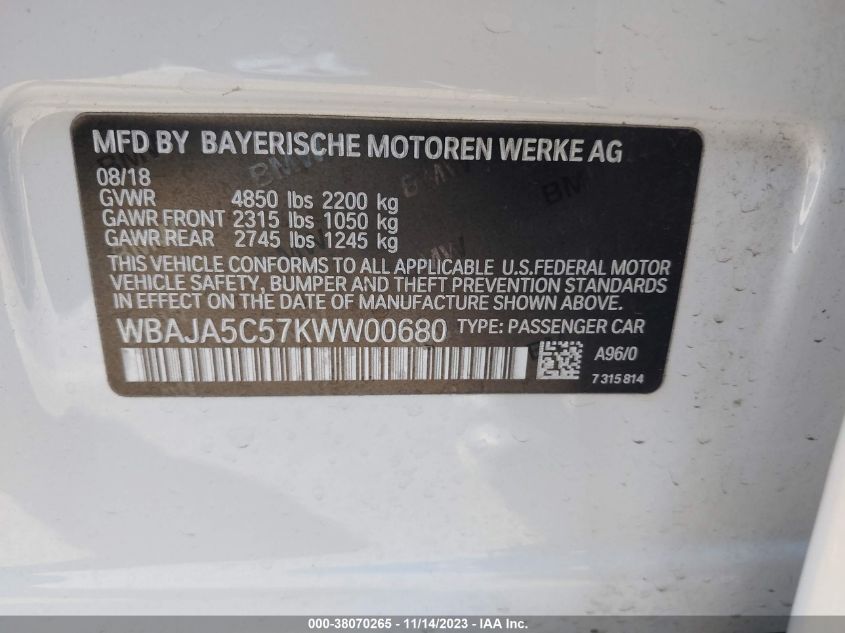 MFD BY BAYERISCHE MOTOREN WERKE AG
08/18
GVWR 4850 lbs 2200 kg
GAWR FRONT 2315 lbs 1050 kg
GAWR REAR 2745 lbs 1245 kg
THIS VEHICLE CONFORMS TO ALL APPLICABLE U.S.FEDERAL MOTOR
VEHICLE SAFETY, BUMPER AND THEFT PREVENTION STANDARDS
IN EFFECT ON THE DATE OF MANUFACTURE SHOWN ABOVE.
WBAJA5C57KWW00680 TYPE: PASSENGER CAR
A96/0
7 315 814
000-38070265 - 11/14/2023 - IAAI.com